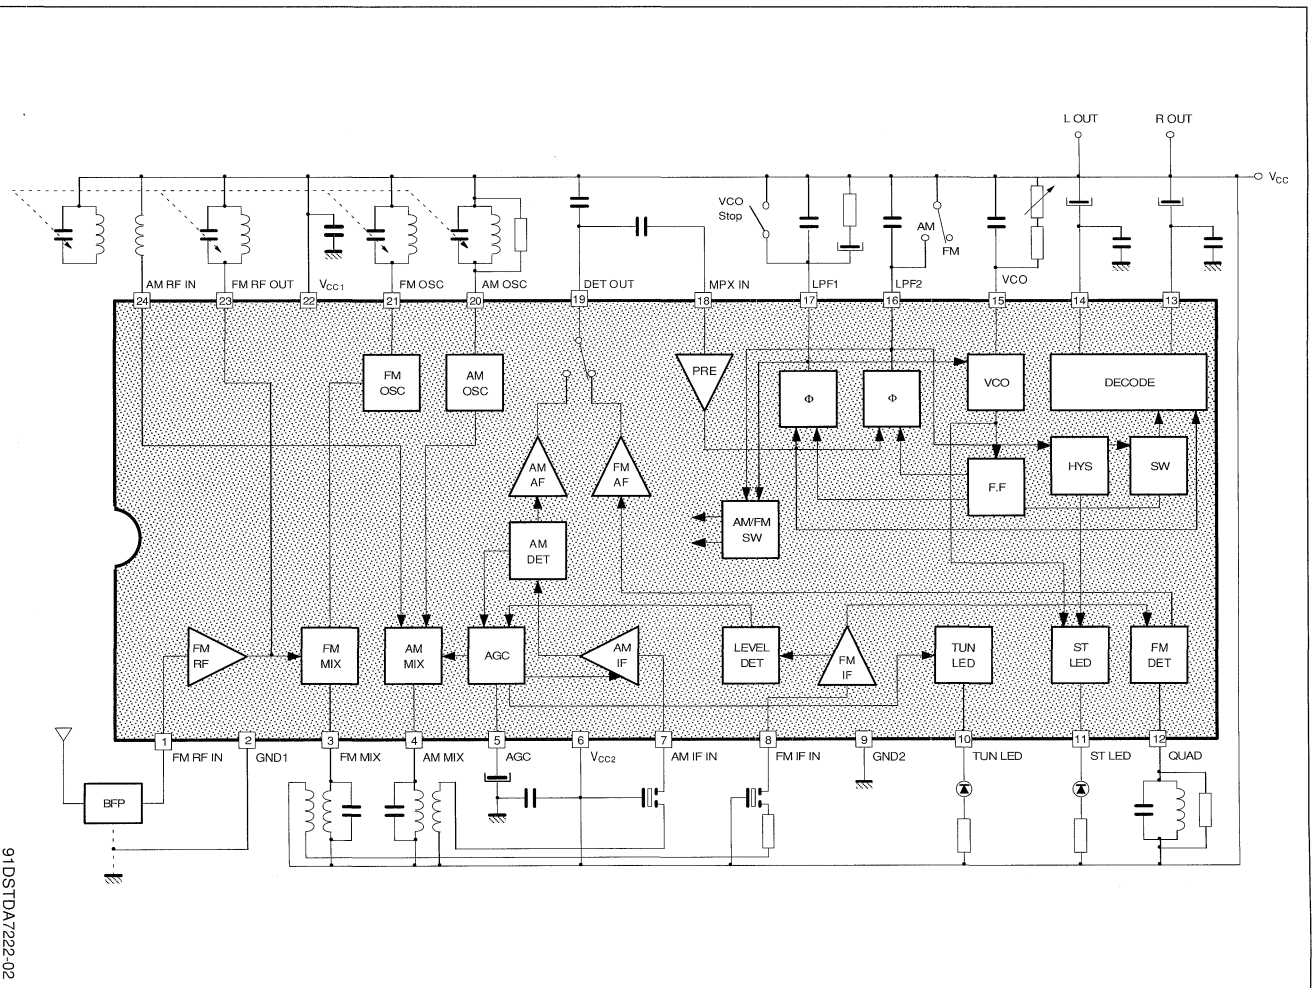 L OUT
R OUT
VCC
VCO
Stop
AM
FM
AM RF IN
FM RF OUT
VCC1
FM OSC
AM OSC
DET OUT
MPX IN
LPF1
LPF2
VCO
24
23
22
21
20
19
18
17
16
15
14
13
FM
OSC
AM
OSC
PRE
Φ
Φ
VCO
DECODE
AM
AF
FM
AF
F.F
HYS
SW
AM/FM
SW
AM
DET
FM
RF
FM
MIX
AM
MIX
AGC
AM
IF
LEVEL
DET
FM
IF
TUN
LED
ST
LED
FM
DET
1
2
3
4
5
6
7
8
9
10
11
12
FM RF IN
GND1
FM MIX
AM MIX
AGC
VCC2
AM IF IN
FM IF IN
GND2
TUN LED
ST LED
QUAD
BFP
91DSTDA7222-02